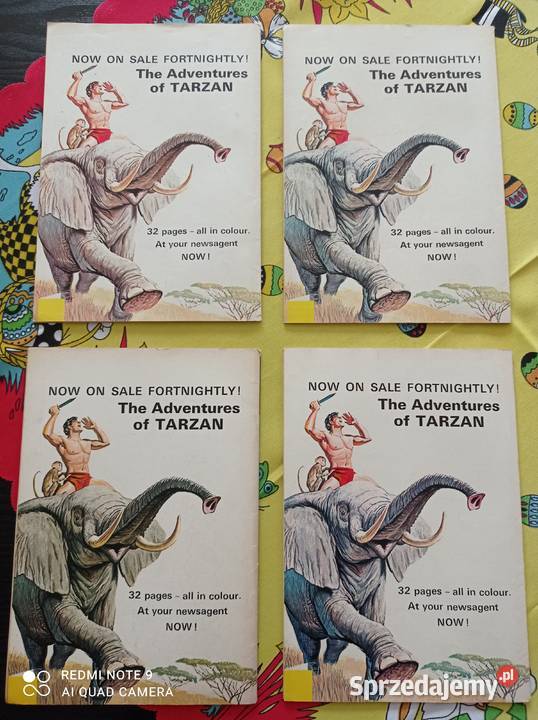 NOW ON SALE FORTNIGHTLY!
The Adventures
of TARZAN
32 pages – all in colour.
At your newsagent
NOW!
NOW ON SALE FORTNIGHTLY!
The Adventures
of TARZAN
32 pages – all in colour.
At your newsagent
NOW!
NOW ON SALE FORTNIGHTLY!
The Adventures
of TARZAN
32 pages – all in colour.
At your newsagent
NOW!
NOW ON SALE FORTNIGHTLY!
The Adventures
of TARZAN
32 pages – all in colour.
At your newsagent
NOW!
REDMI NOTE 9
AI QUAD CAMERA
Sprzedajemy.pl